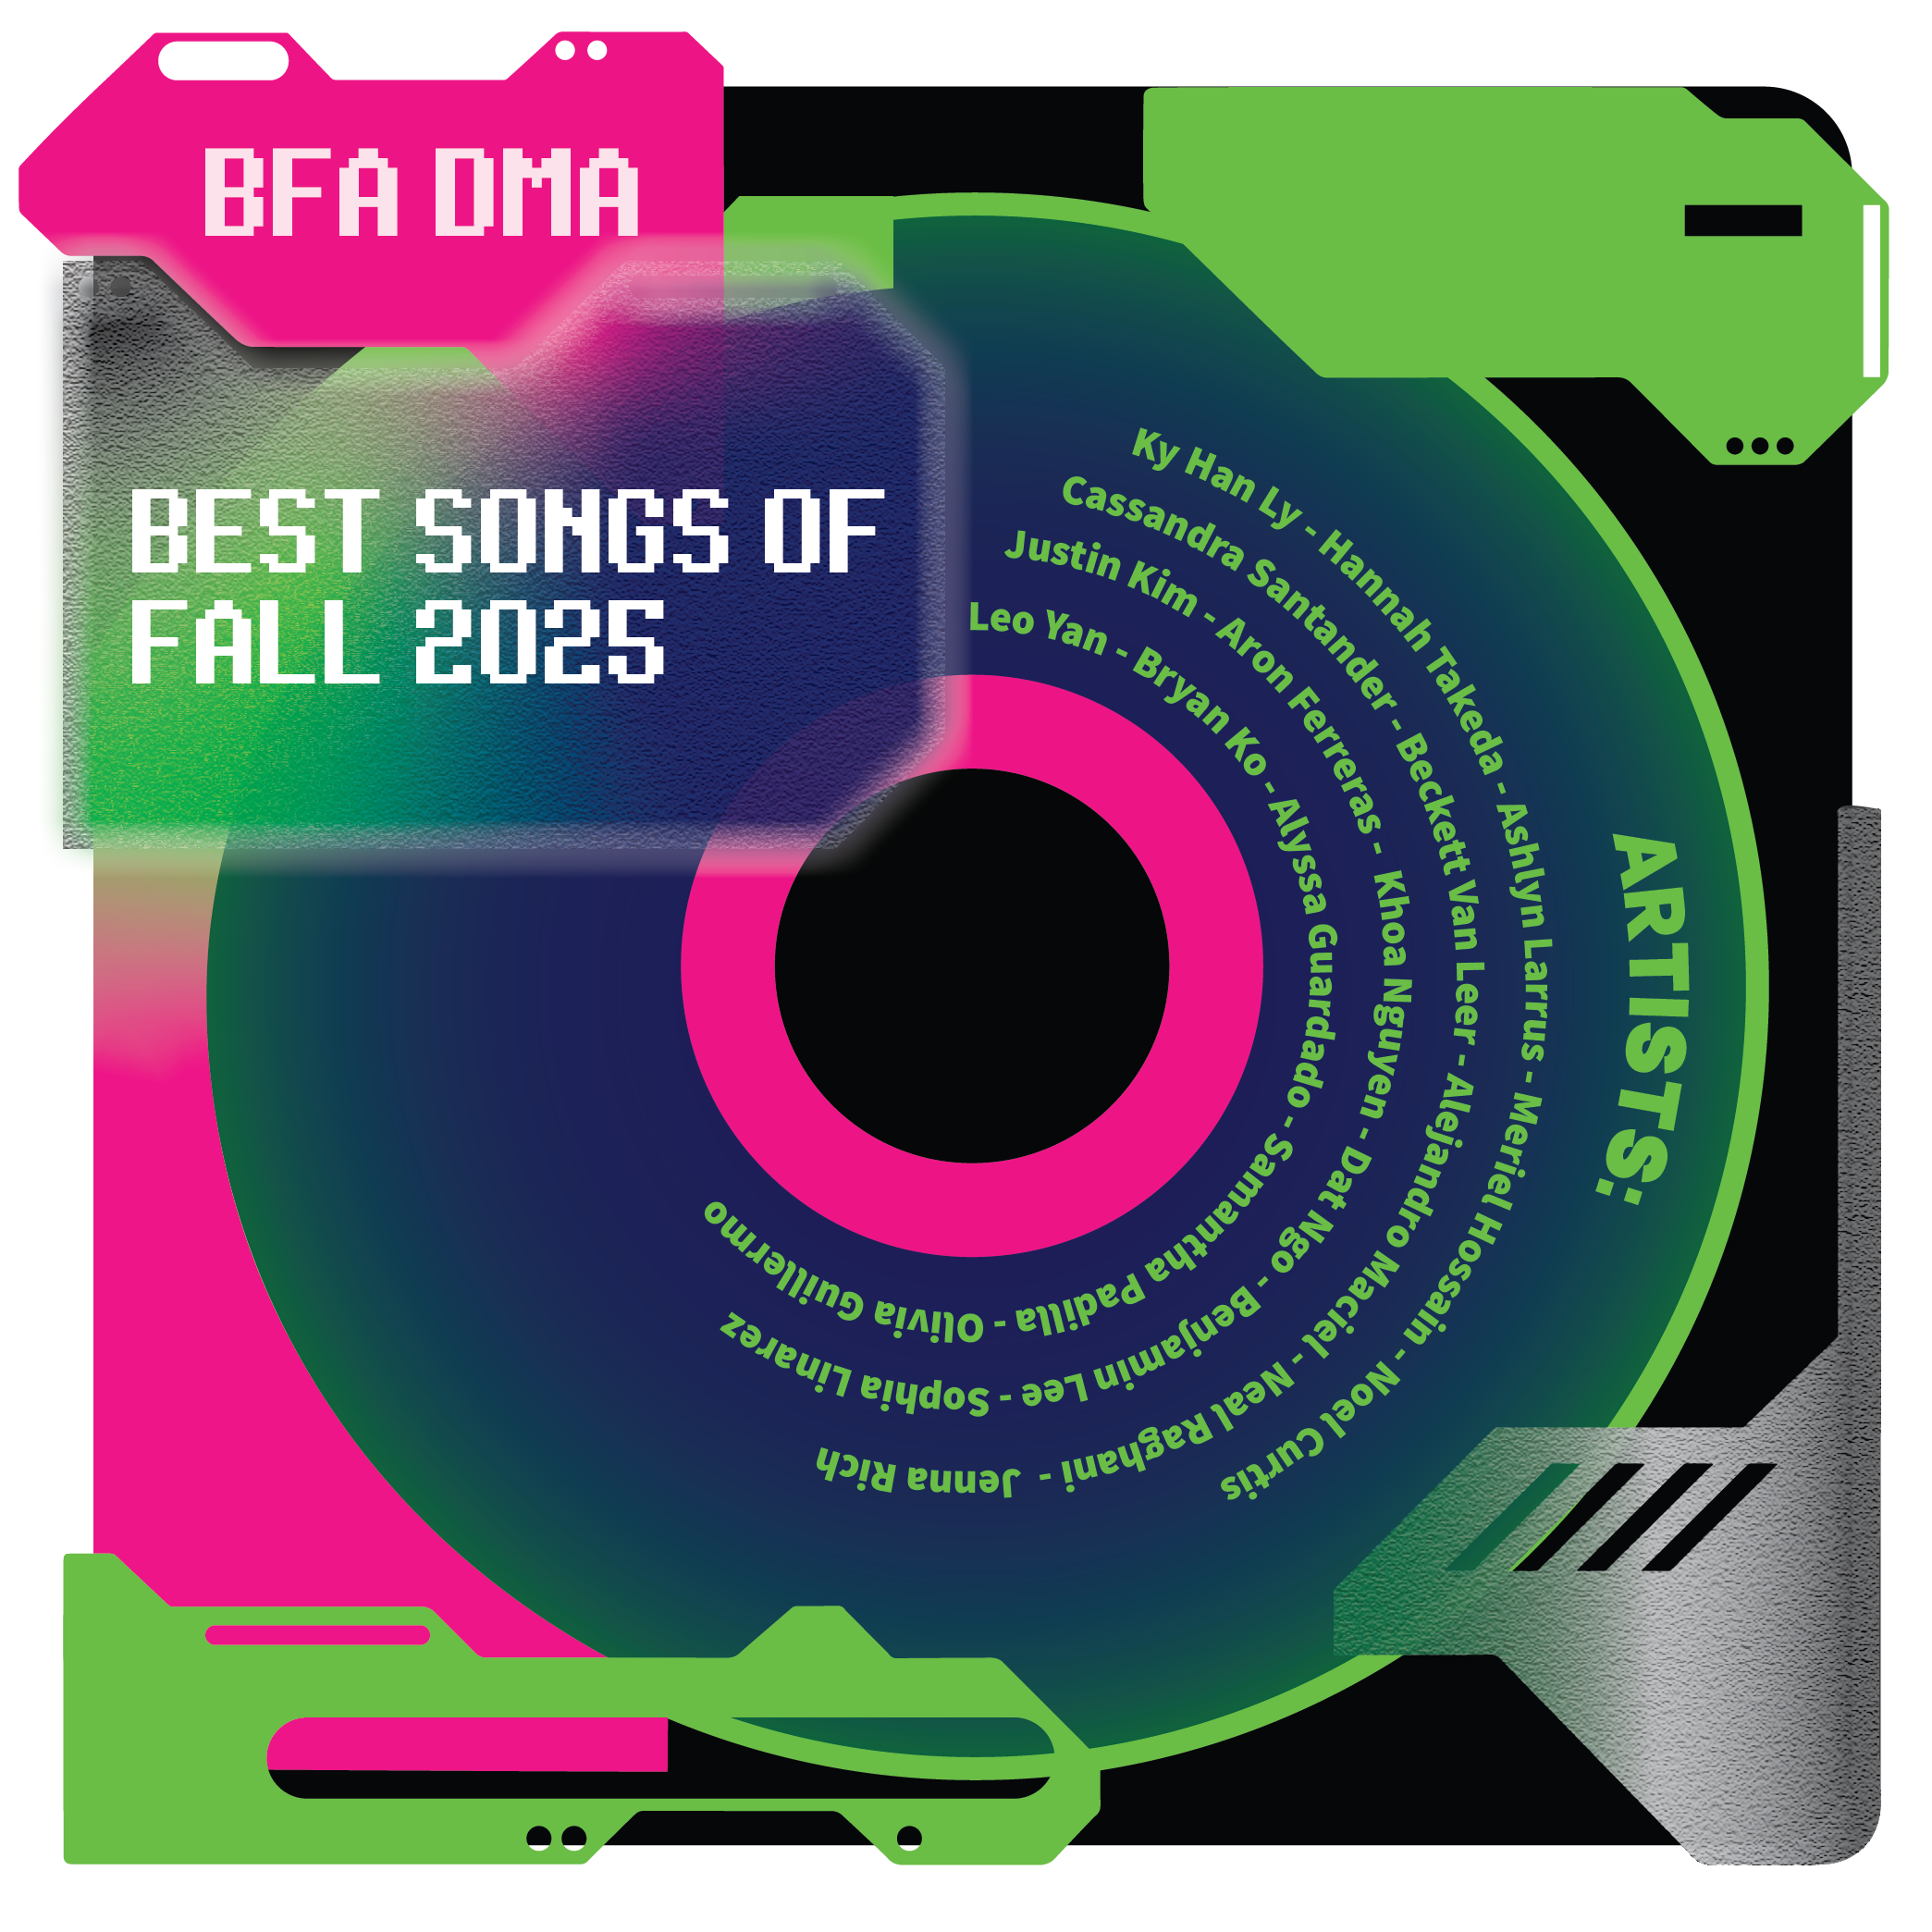 BFA DMA
BEST SONGS OF
FALL 2025
ARTISTS:
Ky Han Ly - Hannah Takeda - Ashlyn Larrus - Meriel Hossain - Noel Curtis
Cassandra Santander - Beckett Van Leer - Alejandro Maciel - Neal Raghani - Jenna Rich
Justin Kim - Aron Ferreras - Khoa Nguyen - Dat Ngo - Benjamin Lee - Sophia Linarez
Leo Yan - Bryan Ko - Alyssa Guardado - Samantha Padilla - Olivia Guillermo